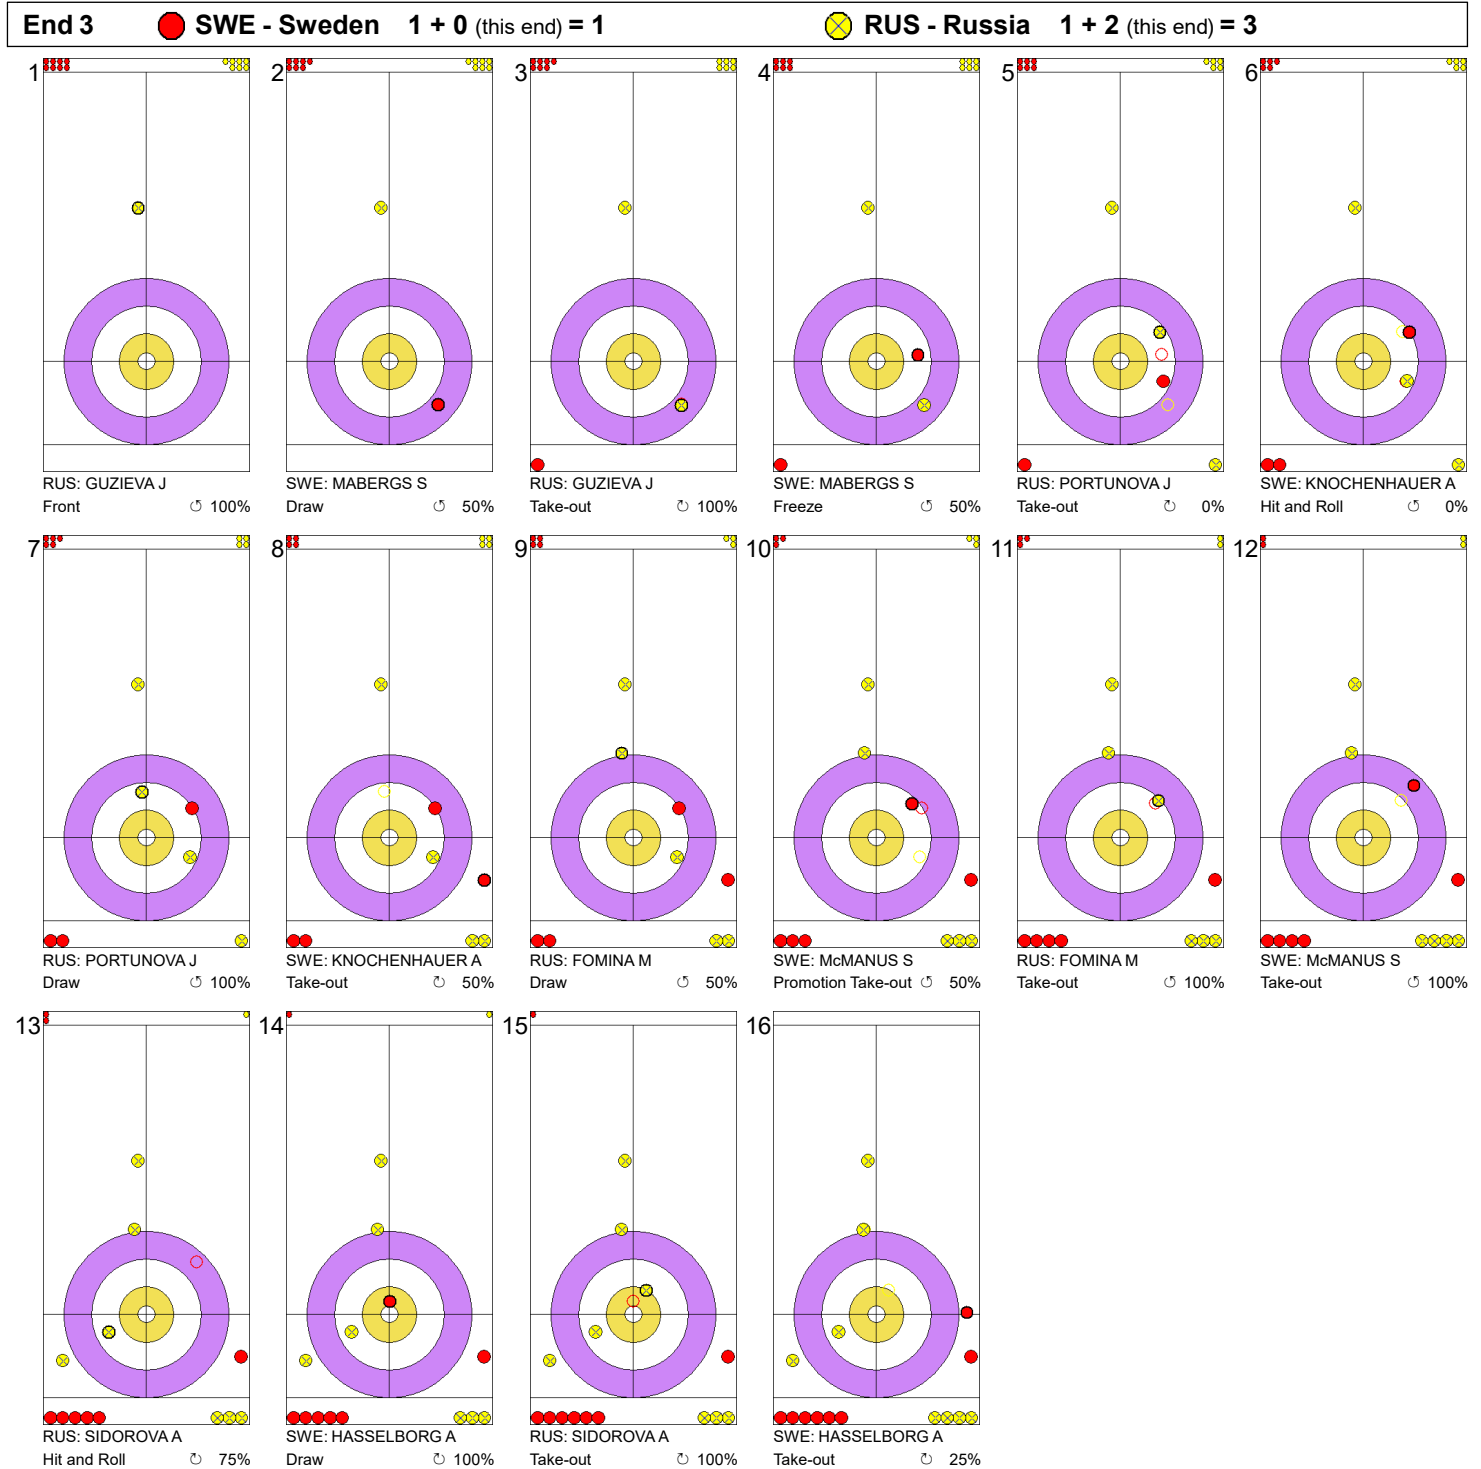 End 3 SWE - Sweden 1 + 0 (this end) = 1 RUS - Russia 1 + 2 (this end) = 3
1 2 3 4 5 6
RUS: GUZIEVA J SWE: MABERGS S RUS: GUZIEVA J SWE: MABERGS S RUS: PORTUNOVA J SWE: KNOCHENHAUER A
Front ↺ 100% Draw ↺ 50% Take-out ↻ 100% Freeze ↺ 50% Take-out ↻ 0% Hit and Roll ↺ 0%
7 8 9 10 11 12
RUS: PORTUNOVA J SWE: KNOCHENHAUER A RUS: FOMINA M SWE: McMANUS S RUS: FOMINA M SWE: McMANUS S
Draw ↺ 100% Take-out ↻ 50% Draw ↺ 50% Promotion Take-out ↺ 50% Take-out ↺ 100% Take-out ↻ 100%
13 14 15 16
RUS: SIDOROVA A SWE: HASSELBORG A RUS: SIDOROVA A SWE: HASSELBORG A
Hit and Roll ↻ 75% Draw ↻ 100% Take-out ↻ 100% Take-out ↻ 25%